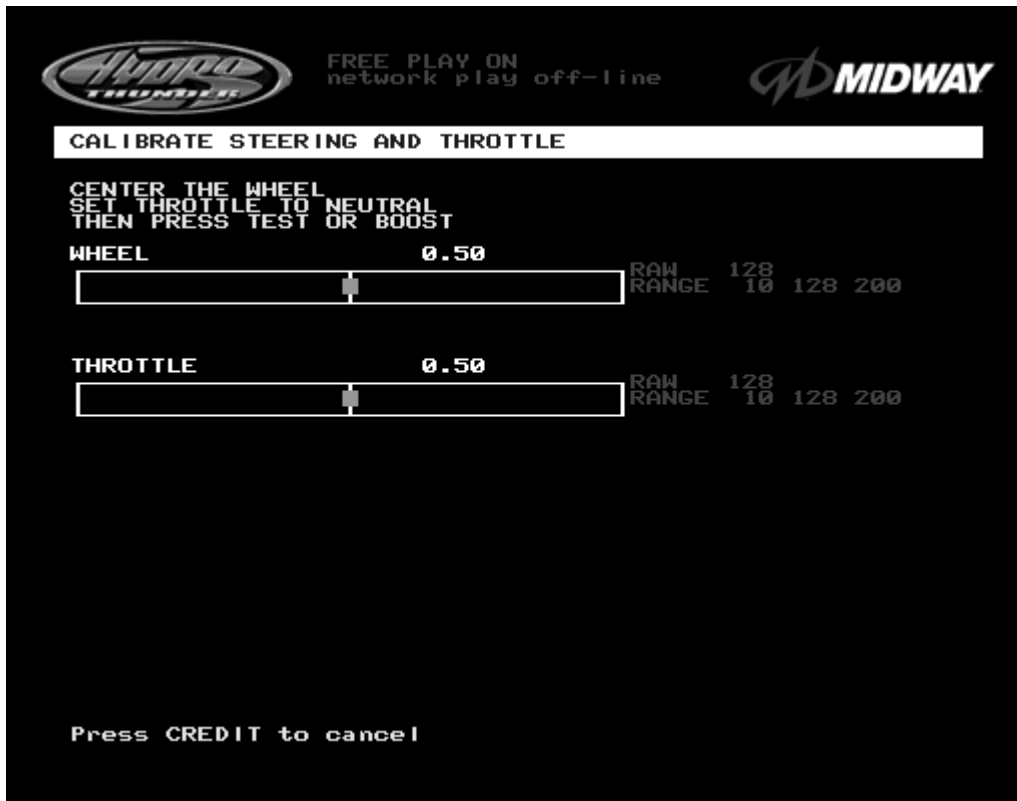 HYDRO THUNDER
FREE PLAY ON
network play off-line
MIDWAY
CALIBRATE STEERING AND THROTTLE
CENTER THE WHEEL
SET THROTTLE TO NEUTRAL
THEN PRESS TEST OR BOOST
WHEEL 0.50
RAW 128
RANGE 10 128 200
THROTTLE 0.50
RAW 128
RANGE 10 128 200
Press CREDIT to cancel